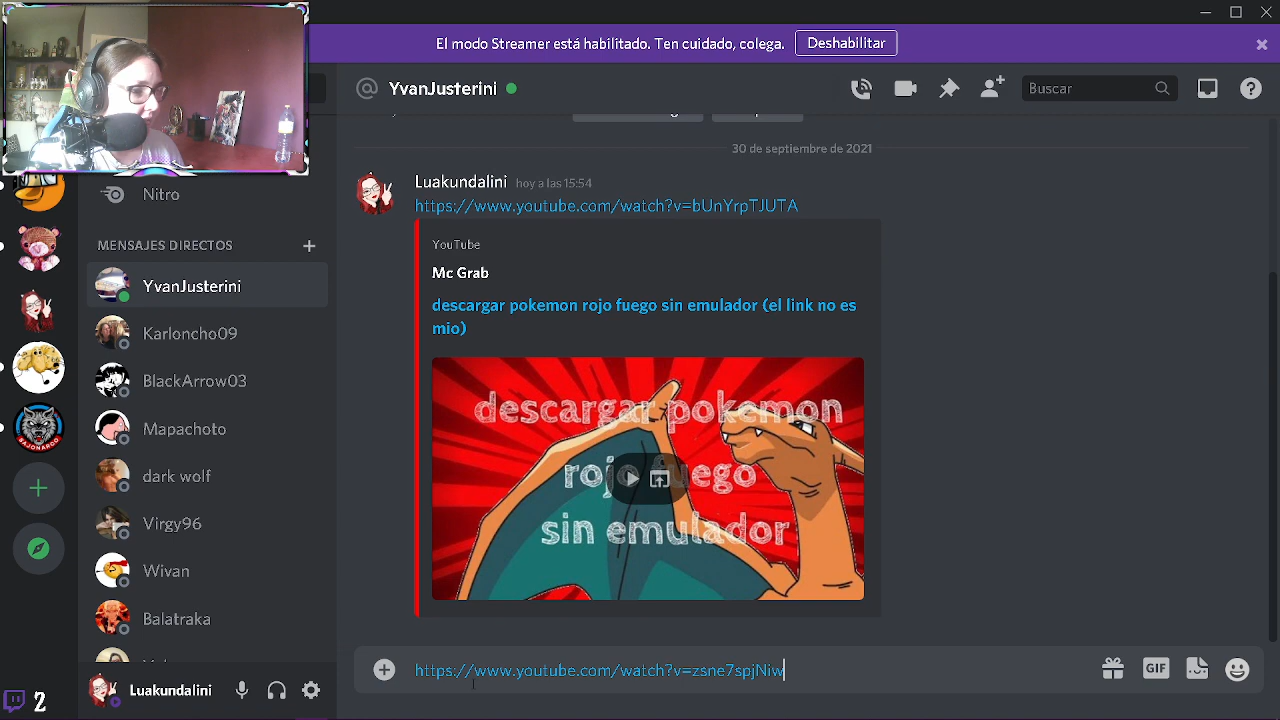 El modo Streamer está habilitado. Ten cuidado, colega.
Deshabilitar
YvanJusterini
Buscar
30 de septiembre de 2021
Nitro
Luakundalini hoy a las 15:54
https://www.youtube.com/watch?v=bUnYrpTJUTA
MENSAJES DIRECTOS
YouTube
Mc Grab
YvanJusterini
descargar pokemon rojo fuego sin emulador (el link no es
mio)
Karloncho09
BlackArrow03
descargar pokemon
Mapachoto
SAJONARDO
rojo fuego
dark wolf
sin emulador
Virgy96
Wivan
Balatraka
https://www.youtube.com/watch?v=zsne7spjNiw
GIF
Luakundalini
2